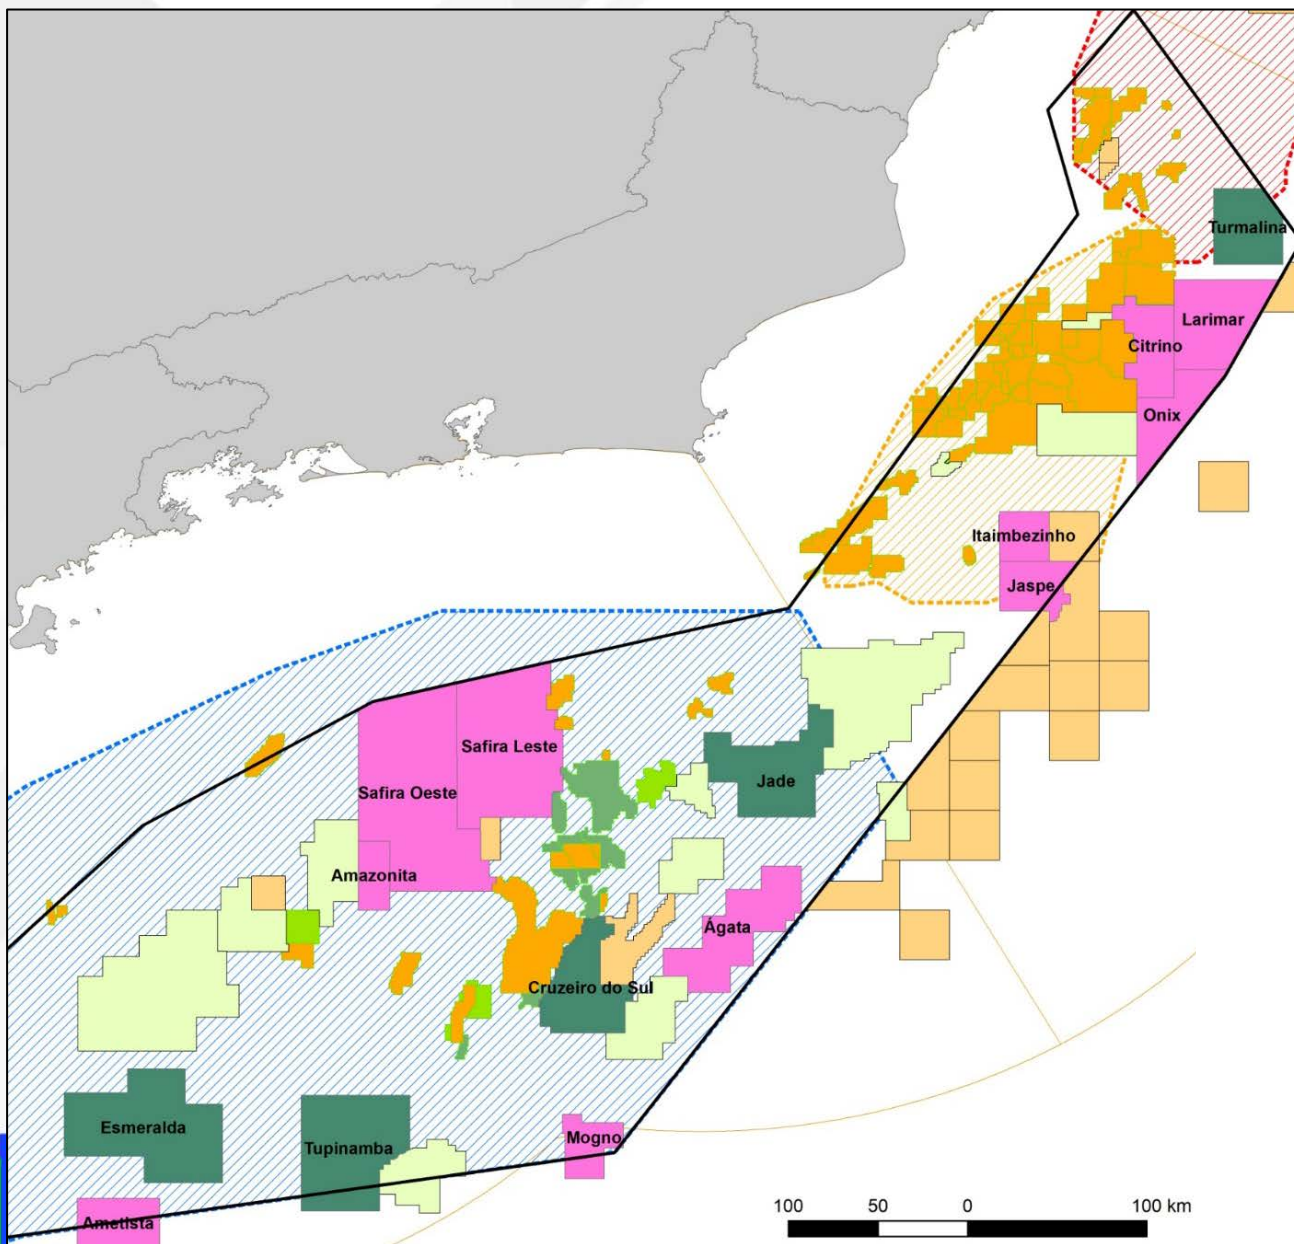 Turmalina
Larimar
Citrino
Onix
Itaimbezinho
Jaspe
Safira Leste
Jade
Safira Oeste
Amazonita
Ágata
Cruzeiro do Sul
Esmeralda
Mogno
Tupinamba
Ametista
100 50 0 100 km